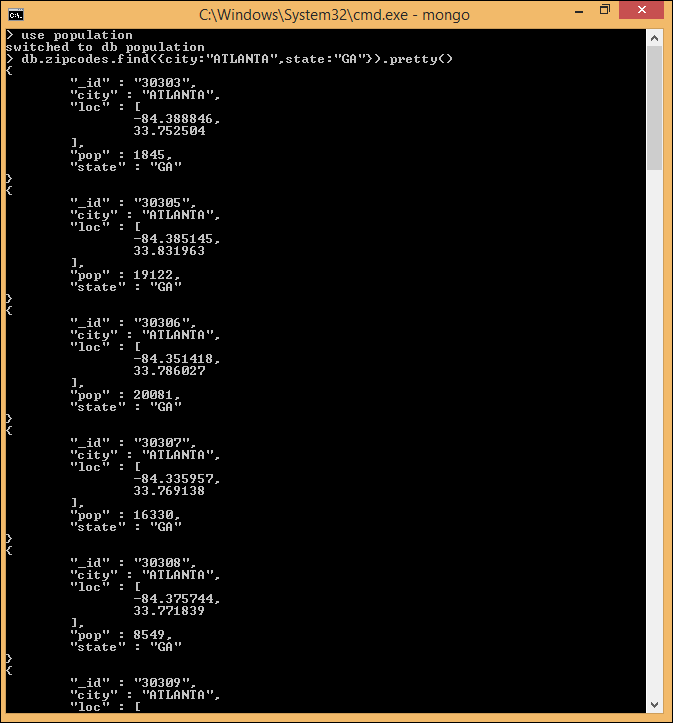 C:\Windows\System32\cmd.exe - mongo
> use population
switched to db population
> db.zipcodes.find({city:"ATLANTA",state:"GA"}).pretty()
{
"_id" : "30303",
"city" : "ATLANTA",
"loc" : [
-84.388846,
33.752504
],
"pop" : 1845,
"state" : "GA"
}
{
"_id" : "30305",
"city" : "ATLANTA",
"loc" : [
-84.385145,
33.831963
],
"pop" : 19122,
"state" : "GA"
}
{
"_id" : "30306",
"city" : "ATLANTA",
"loc" : [
-84.351418,
33.786027
],
"pop" : 20081,
"state" : "GA"
}
{
"_id" : "30307",
"city" : "ATLANTA",
"loc" : [
-84.335957,
33.769138
],
"pop" : 16330,
"state" : "GA"
}
{
"_id" : "30308",
"city" : "ATLANTA",
"loc" : [
-84.375744,
33.771839
],
"pop" : 8549,
"state" : "GA"
}
{
"_id" : "30309",
"city" : "ATLANTA",
"loc" : [